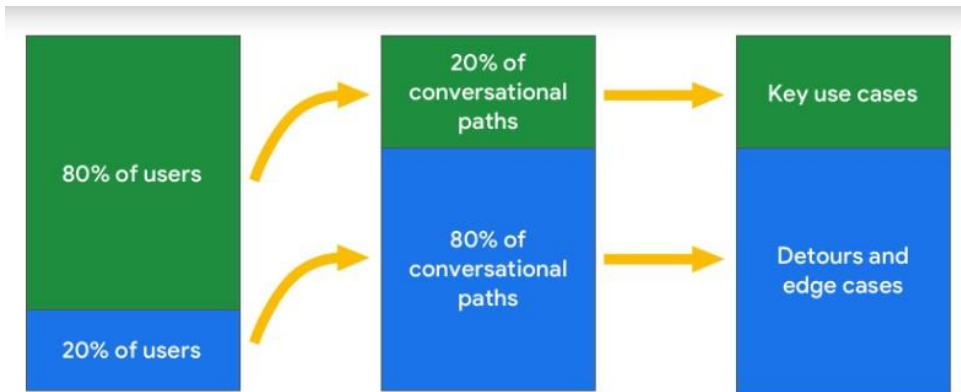 80% of users
20% of users
20% of
conversational
paths
80% of
conversational
paths
Key use cases
Detours and
edge cases